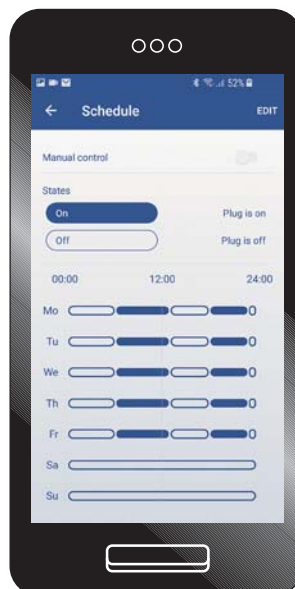 52%
← Schedule EDIT
Manual control
States
On Plug is on
Off Plug is off
00:00 12:00 24:00
Mo
Tu
We
Th
Fr
Sa
Su